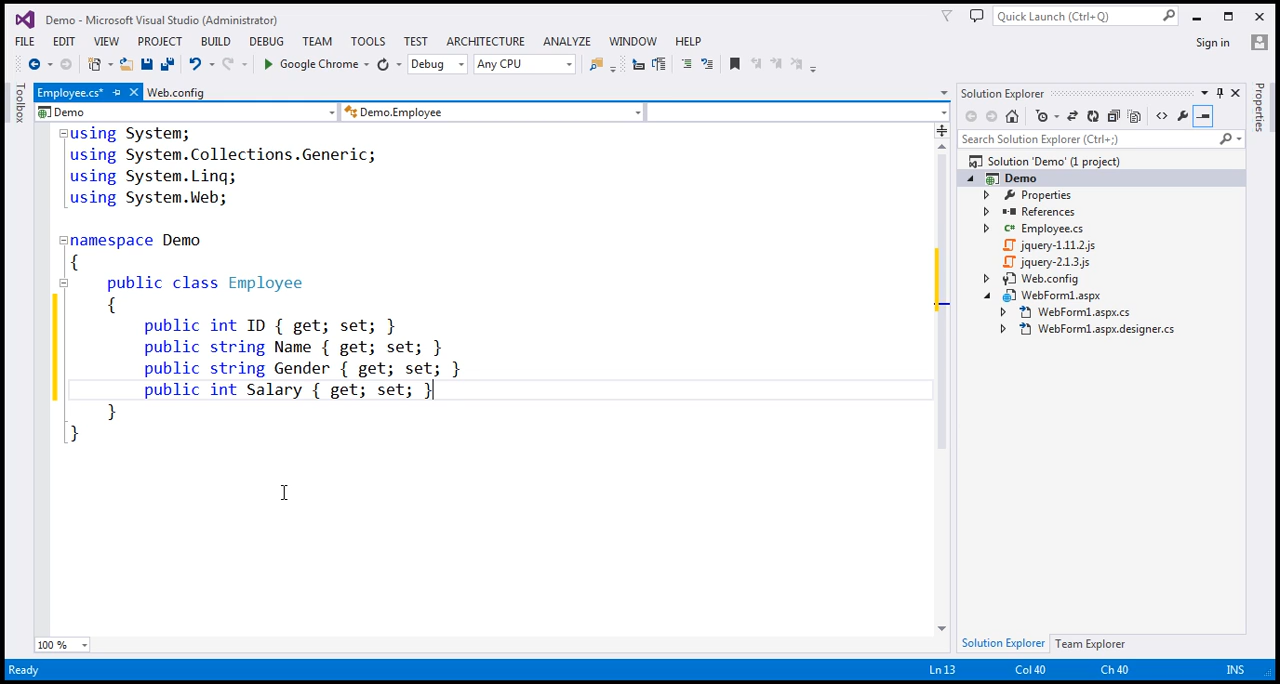 Demo - Microsoft Visual Studio (Administrator)
Quick Launch (Ctrl+Q)
FILE EDIT VIEW PROJECT BUILD DEBUG TEAM TOOLS TEST ARCHITECTURE ANALYZE WINDOW HELP
Sign in
Google Chrome Debug Any CPU
Toolbox
Employee.cs* Web.config
Demo Demo.Employee
using System;
using System.Collections.Generic;
using System.Linq;
using System.Web;
namespace Demo
{
public class Employee
{
public int ID { get; set; }
public string Name { get; set; }
public string Gender { get; set; }
public int Salary { get; set; }
}
}
100 %
Solution Explorer
Search Solution Explorer (Ctrl+;)
Solution 'Demo' (1 project)
Demo
Properties
References
C# Employee.cs
jquery-1.11.2.js
jquery-2.1.3.js
Web.config
WebForm1.aspx
WebForm1.aspx.cs
WebForm1.aspx.designer.cs
Solution Explorer Team Explorer
Properties
Ready Ln 13 Col 40 Ch 40 INS